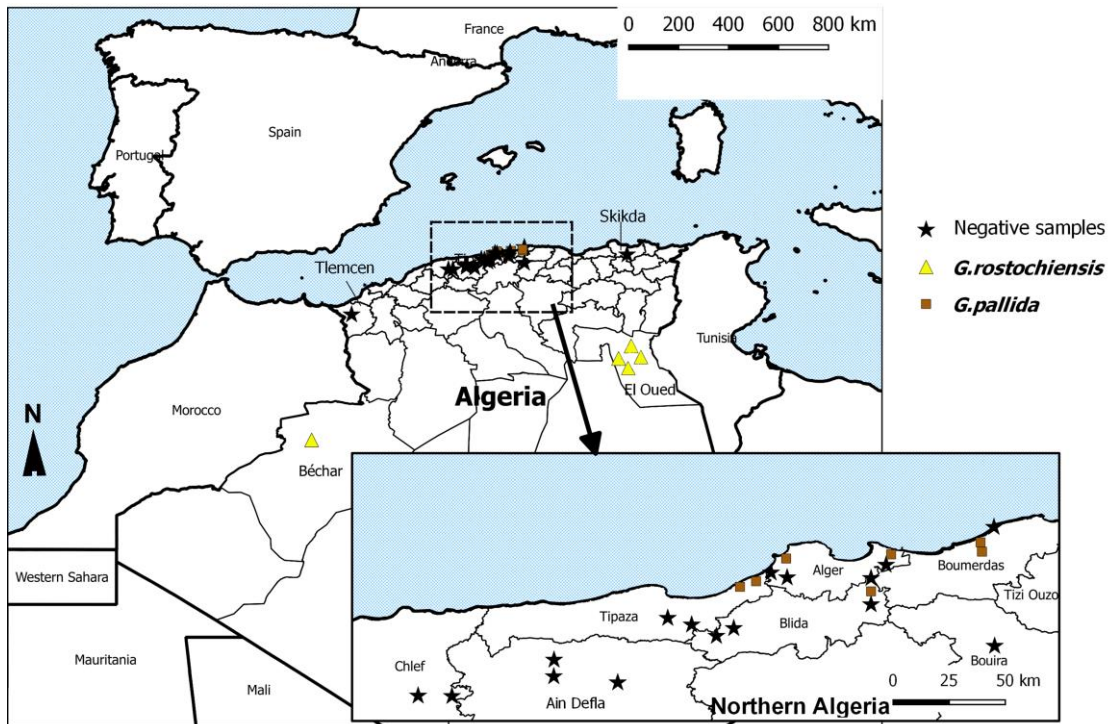 France
0 200 400 600 800 km
Andorra
Spain
Portugal
Negative samples
G.rostochiensis
G.pallida
Skikda
Tlemcen
Tunisia
El Oued
Algeria
Morocco
N
Béchar
Western Sahara
Mauritania
Mali
Alger
Boumerdas
Tizi Ouzo
Tipaza
Blida
Chlef
Bouira
Ain Defla
0 25 50 km
Northern Algeria